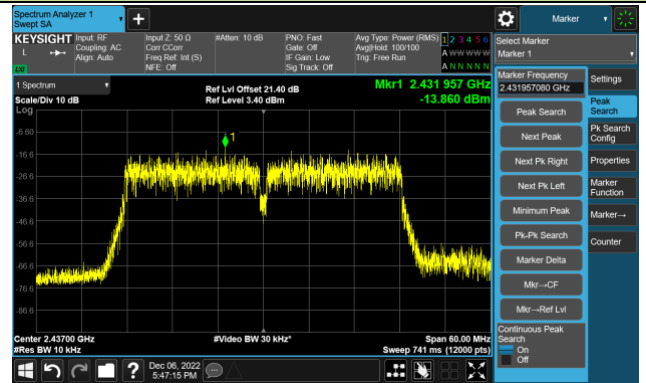 Spectrum Analyzer 1
Swept SA
Marker
KEYSIGHT
L
LVI
Input: RF
Coupling: AC
Align: Auto
Input Z: 50 Ω
Corr CCorr
Freq Ref: Int (S)
NFE: Off
#Atten: 10 dB
PNO: Fast
Gate: Off
IF Gain: Low
Sig Track: Off
Avg Type: Power (RMS)
Avg|Hold: 100/100
Trig: Free Run
1 2 3 4 5 6
A W W W W W
A N N N N N
1 Spectrum
Scale/Div 10 dB
Log
Ref Lvl Offset 21.40 dB
Ref Level 3.40 dBm
Mkr1 2.431 957 GHz
-13.860 dBm
1
-6.60
-16.6
-26.6
-36.6
-46.6
-56.6
-66.6
-76.6
-86.6
Center 2.43700 GHz
#Res BW 10 kHz
#Video BW 30 kHz*
Span 60.00 MHz
Sweep 741 ms (12000 pts)
Select Marker
Marker 1
Marker Frequency
2.431957080 GHz
Peak Search
Next Peak
Next Pk Right
Next Pk Left
Minimum Peak
Pk-Pk Search
Marker Delta
Mkr→CF
Mkr→Ref Lvl
Continuous Peak
Search
On
Off
Settings
Peak
Search
Pk Search
Config
Properties
Marker
Function
Marker→
Counter
?
Dec 06, 2022
5:47:15 PM